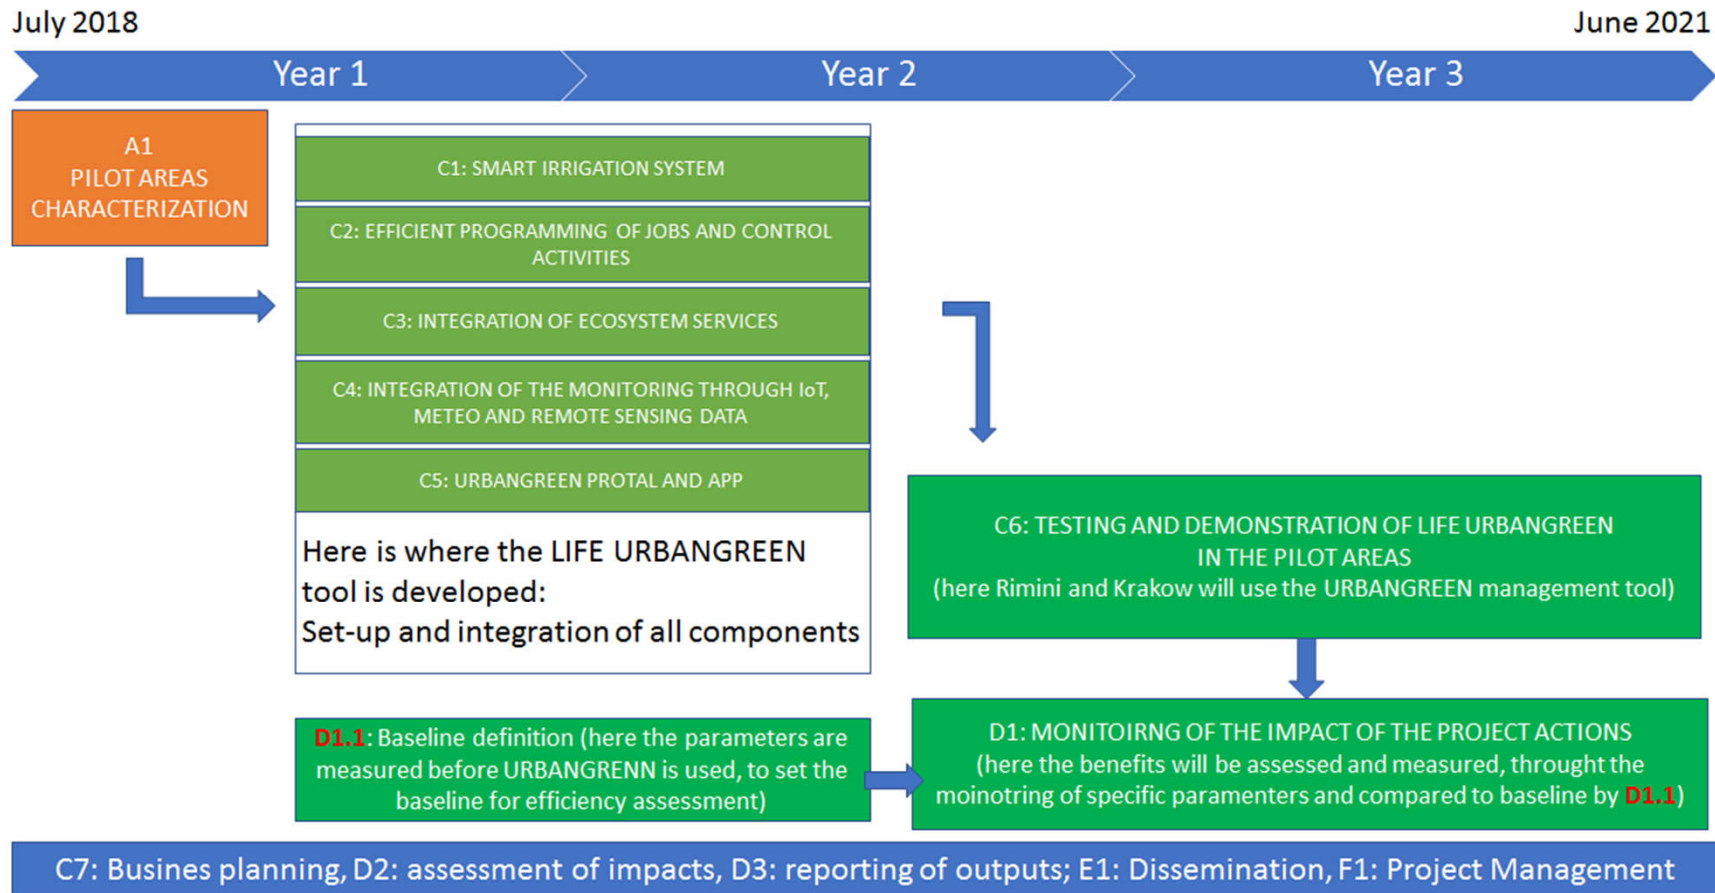 July 2018
June 2021
Year 1
Year 2
Year 3
A1
PILOT AREAS
CHARACTERIZATION
C1: SMART IRRIGATION SYSTEM
C2: EFFICIENT PROGRAMMING OF JOBS AND CONTROL
ACTIVITIES
C3: INTEGRATION OF ECOSYSTEM SERVICES
C4: INTEGRATION OF THE MONITORING THROUGH IoT,
METEO AND REMOTE SENSING DATA
C5: URBANGREEN PROTAL AND APP
Here is where the LIFE URBANGREEN
tool is developed:
Set-up and integration of all components
C6: TESTING AND DEMONSTRATION OF LIFE URBANGREEN
IN THE PILOT AREAS
(here Rimini and Krakow will use the URBANGREEN management tool)
D1.1: Baseline definition (here the parameters are
measured before URBANGRENN is used, to set the
baseline for efficiency assessment)
D1: MONITOIRNG OF THE IMPACT OF THE PROJECT ACTIONS
(here the benefits will be assessed and measured, throught the
moinotring of specific paramenters and compared to baseline by D1.1)
C7: Busines planning, D2: assessment of impacts, D3: reporting of outputs; E1: Dissemination, F1: Project Management